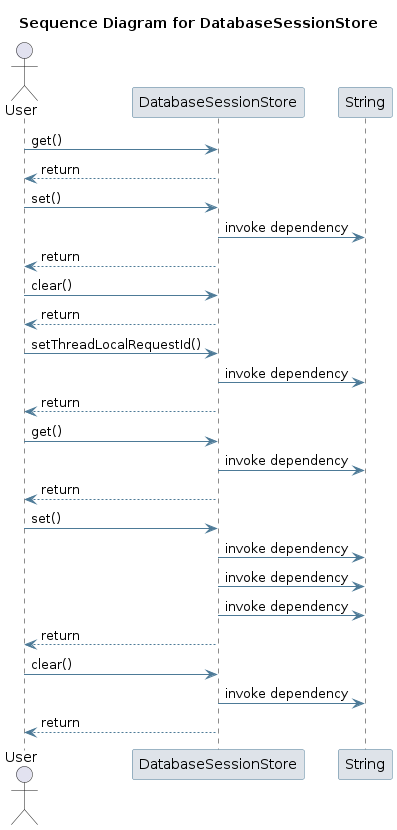 Sequence Diagram for DatabaseSessionStore
User
DatabaseSessionStore
String
get()
return
set()
invoke dependency
return
clear()
return
setThreadLocalRequestId()
invoke dependency
return
get()
invoke dependency
return
set()
invoke dependency
invoke dependency
invoke dependency
return
clear()
invoke dependency
return
User
DatabaseSessionStore
String